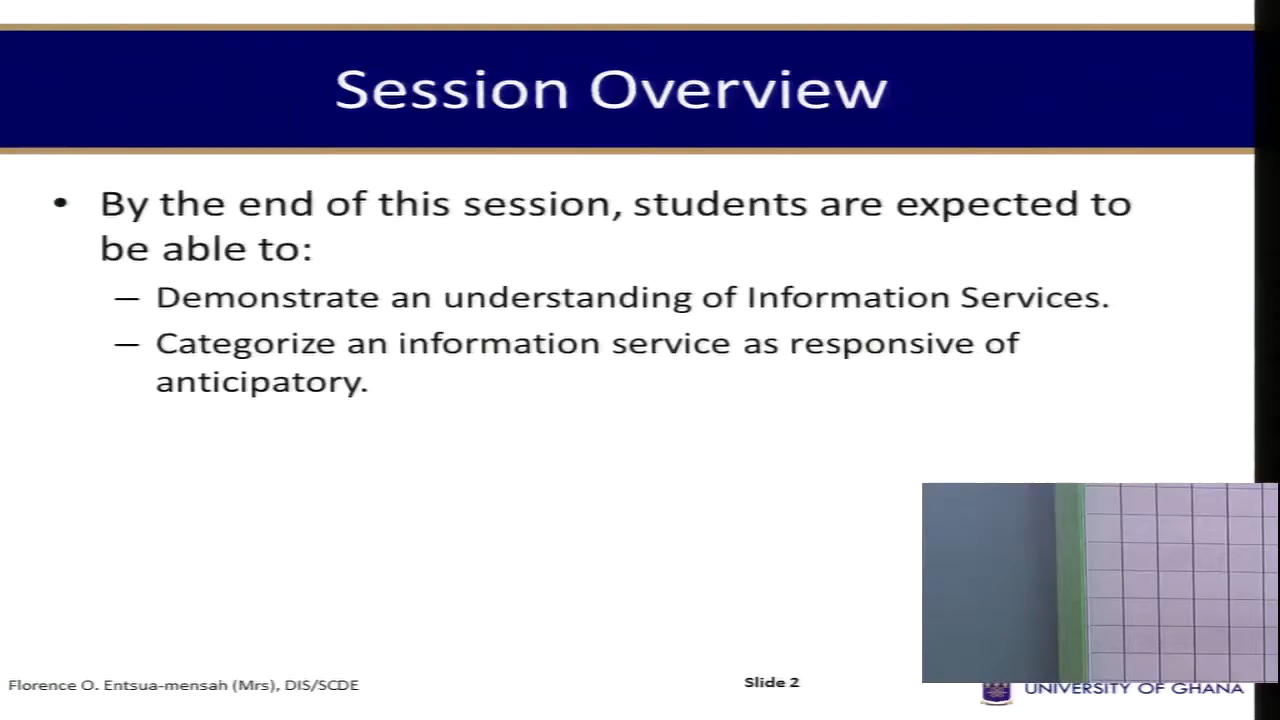 Session Overview
• By the end of this session, students are expected to
be able to:
– Demonstrate an understanding of Information Services.
– Categorize an information service as responsive of
anticipatory.
Florence O. Entsua-mensah (Mrs), DIS/SCDE
Slide 2
UNIVERSITY OF GHANA